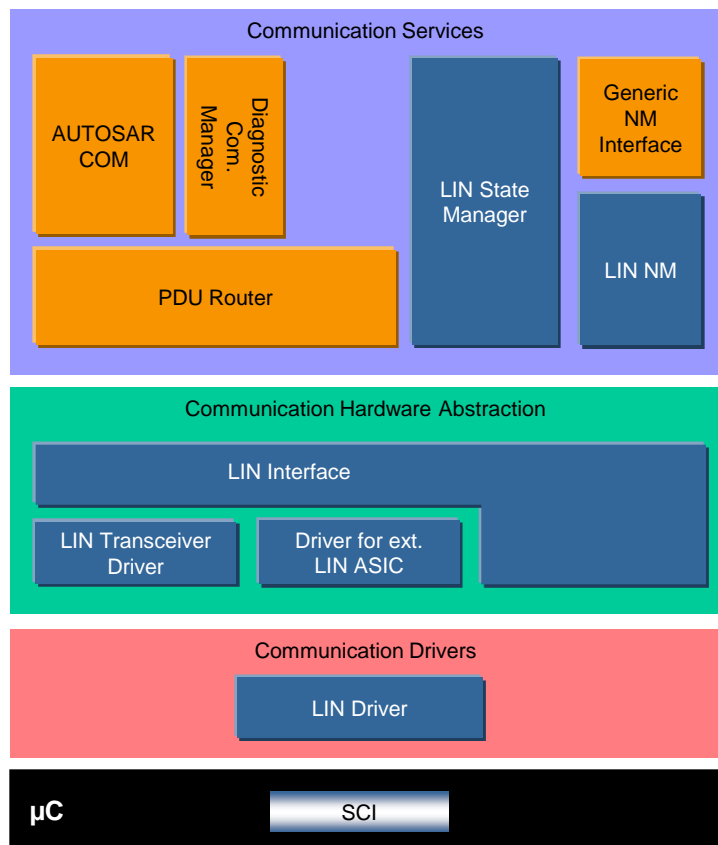 Communication Services
AUTOSAR
COM
Diagnostic
Com.
Manager
LIN State
Manager
Generic
NM
Interface
LIN NM
PDU Router
Communication Hardware Abstraction
LIN Interface
LIN Transceiver
Driver
Driver for ext.
LIN ASIC
Communication Drivers
LIN Driver
µC
SCI